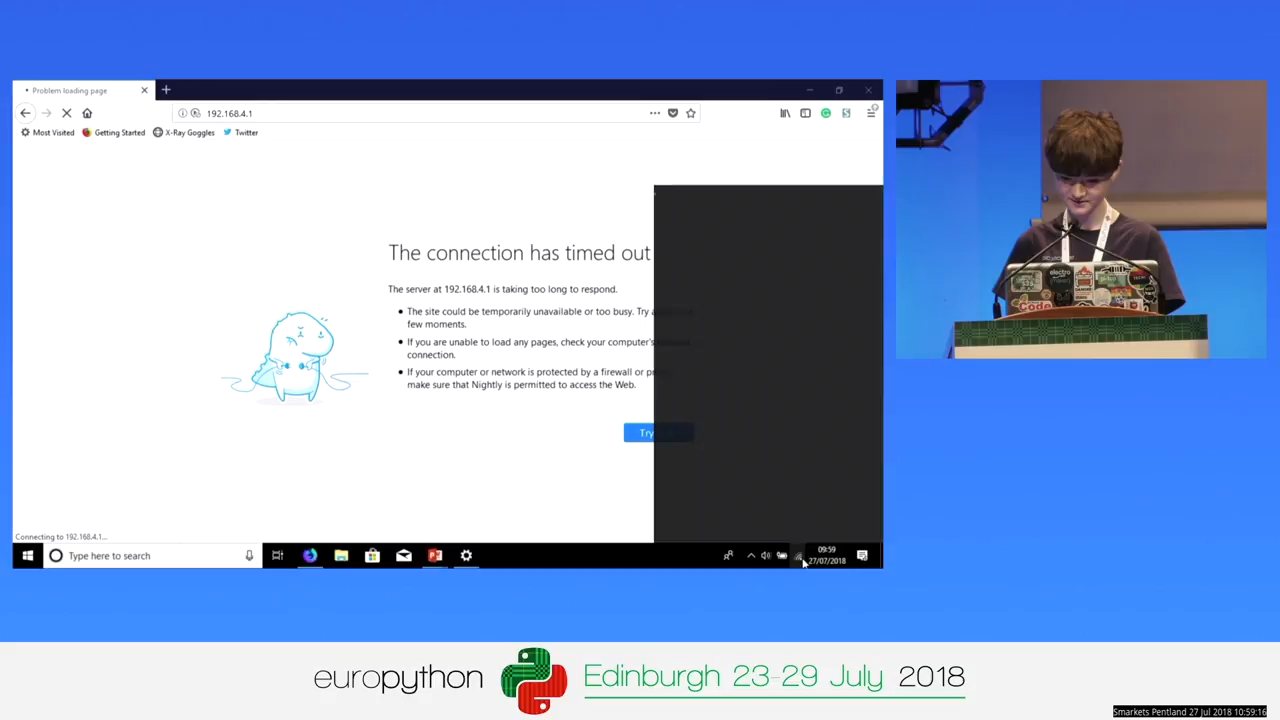 Problem loading page
192.168.4.1
Most Visited
Getting Started
X-Ray Goggles
Twitter
The connection has timed out
The server at 192.168.4.1 is taking too long to respond.
The site could be temporarily unavailable or too busy. Try
few moments.
If you are unable to load any pages, check your computer's
connection.
If your computer or network is protected by a firewall or
make sure that Nightly is permitted to access the Web.
Try
Connecting to 192.168.4.1...
Type here to search
09:59
27/07/2018
electro
Code
europython
Edinburgh 23-29 July 2018
Smarkets Pentland 27 Jul 2018 10:59:16